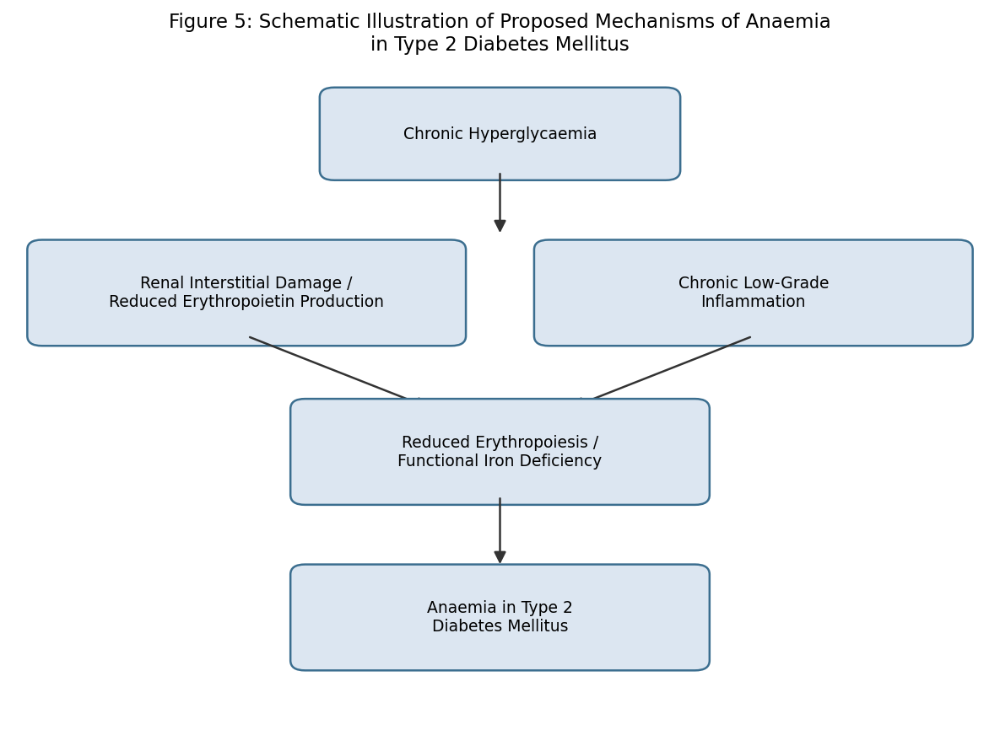 Figure 5: Schematic Illustration of Proposed Mechanisms of Anaemia
in Type 2 Diabetes Mellitus
Chronic Hyperglycaemia
Renal Interstitial Damage /
Reduced Erythropoietin Production
Chronic Low-Grade
Inflammation
Reduced Erythropoiesis /
Functional Iron Deficiency
Anaemia in Type 2
Diabetes Mellitus